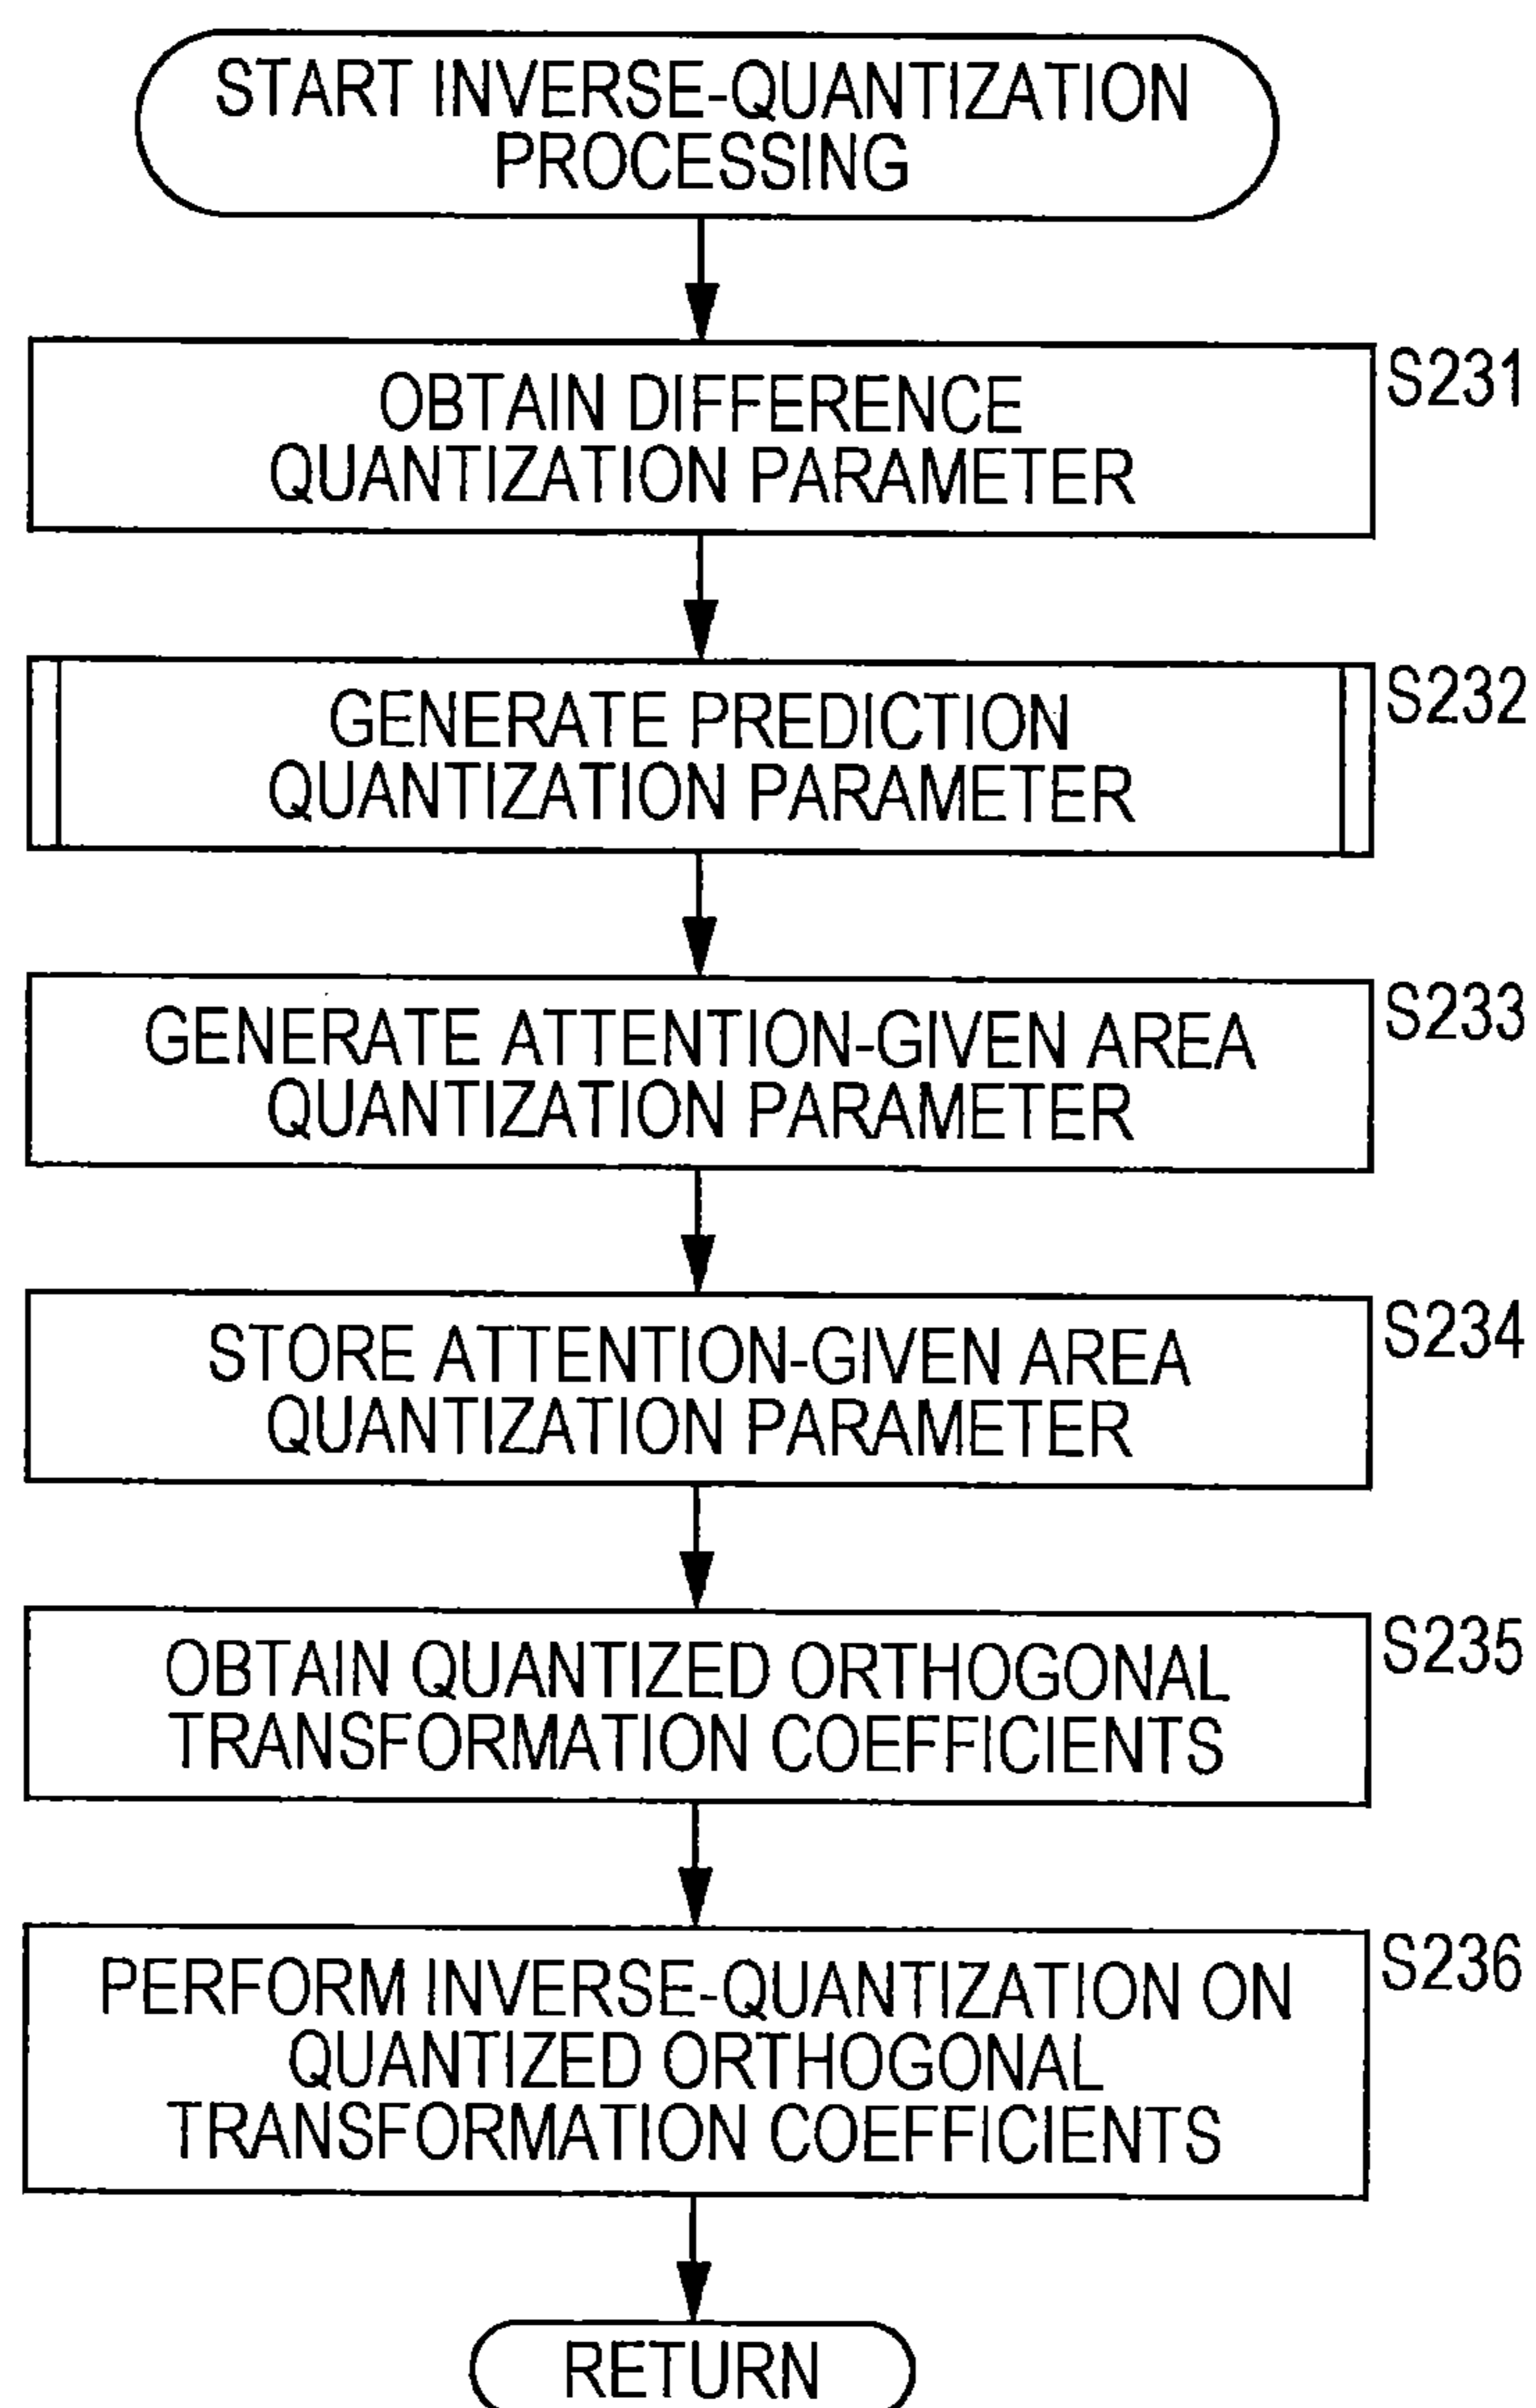 START INVERSE-QUANTIZATION
PROCESSING
S231
OBTAIN DIFFERENCE
QUANTIZATION PARAMETER
S232
GENERATE PREDICTION
QUANTIZATION PARAMETER
S233
GENERATE ATTENTION-GIVEN AREA
QUANTIZATION PARAMETER
S234
STORE ATTENTION-GIVEN AREA
QUANTIZATION PARAMETER
S235
OBTAIN QUANTIZED ORTHOGONAL
TRANSFORMATION COEFFICIENTS
S236
PERFORM INVERSE-QUANTIZATION ON
QUANTIZED ORTHOGONAL
TRANSFORMATION COEFFICIENTS
RETURN